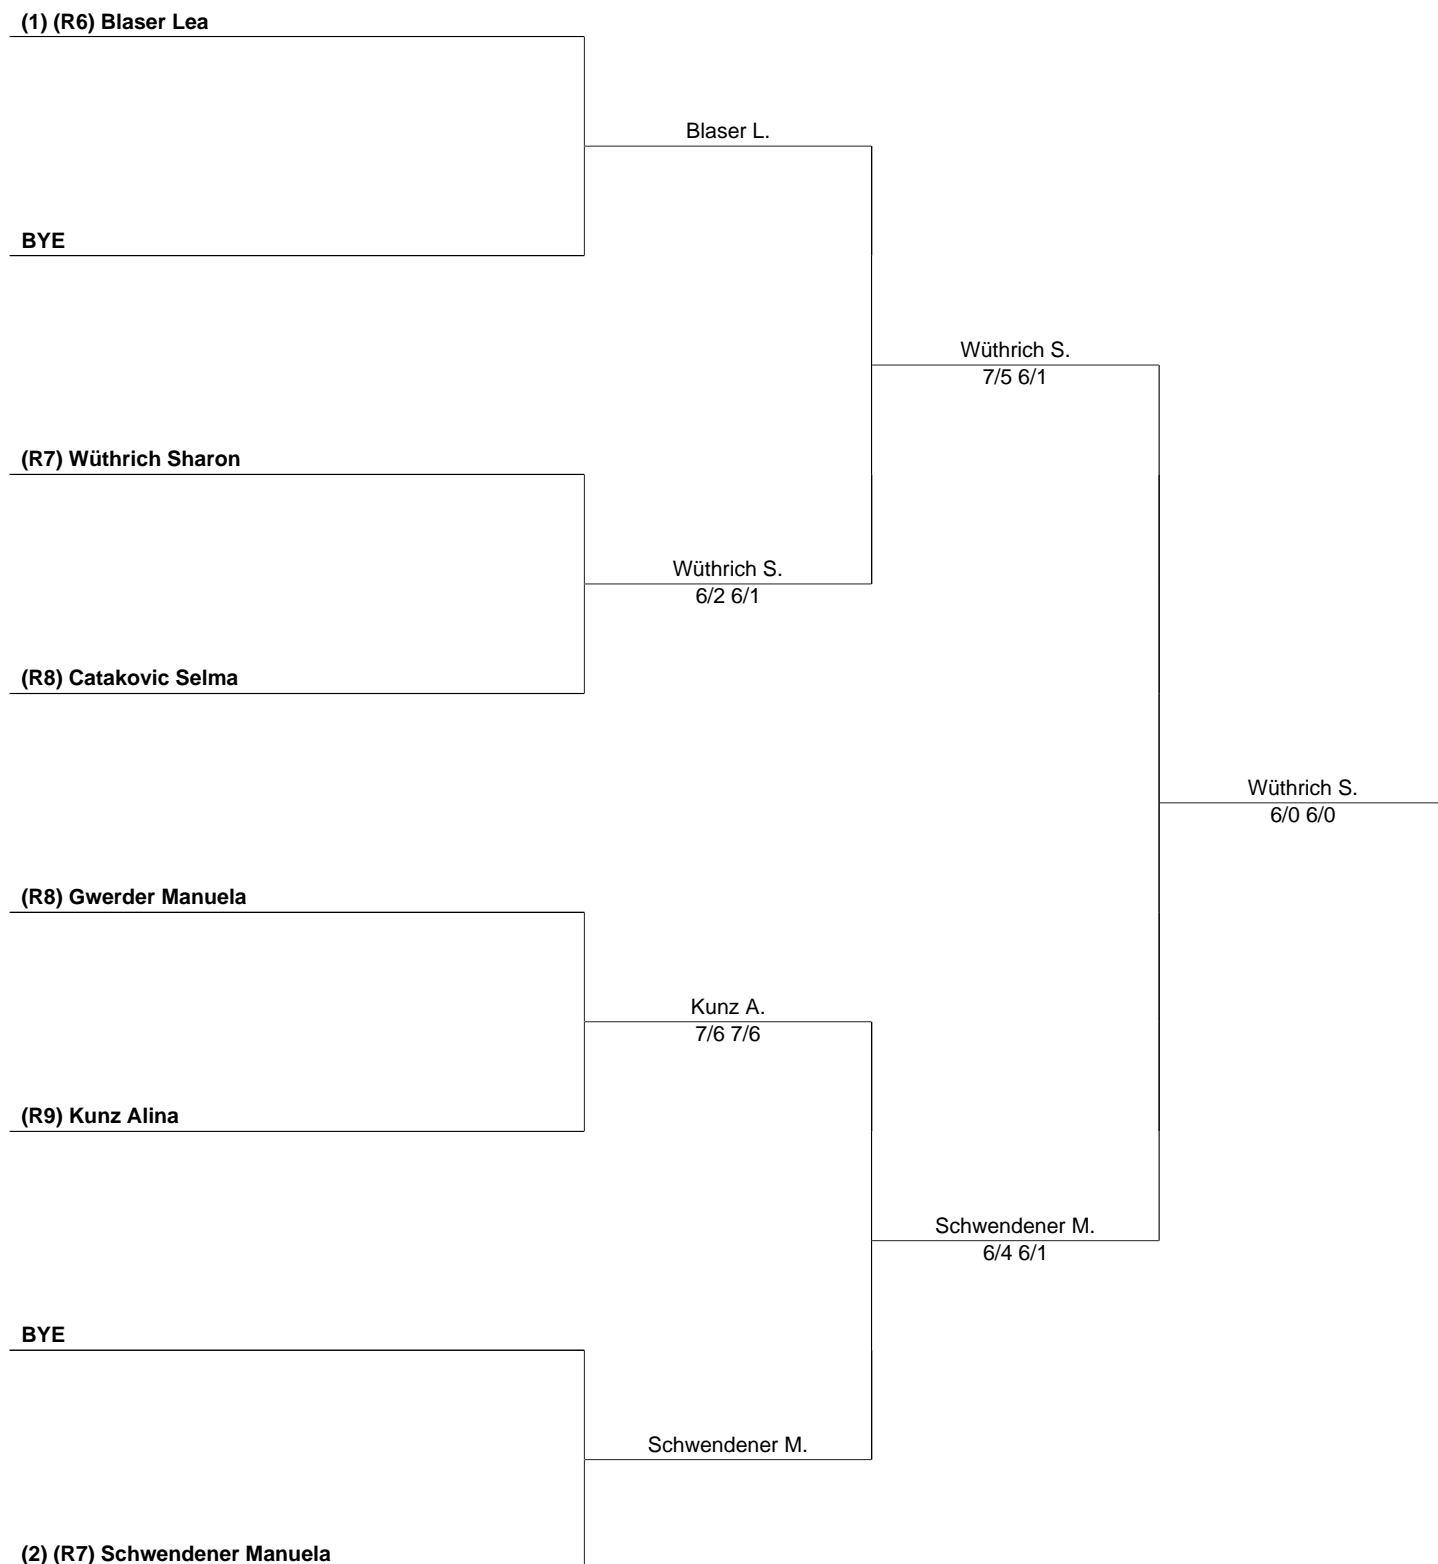 (1) (R6) Blaser Lea
Blaser L.
BYE
Wüthrich S.
7/5 6/1
(R7) Wüthrich Sharon
Wüthrich S.
6/2 6/1
(R8) Catakovic Selma
Wüthrich S.
6/0 6/0
(R8) Gwerder Manuela
Kunz A.
7/6 7/6
(R9) Kunz Alina
Schwendener M.
6/4 6/1
BYE
Schwendener M.
(2) (R7) Schwendener Manuela